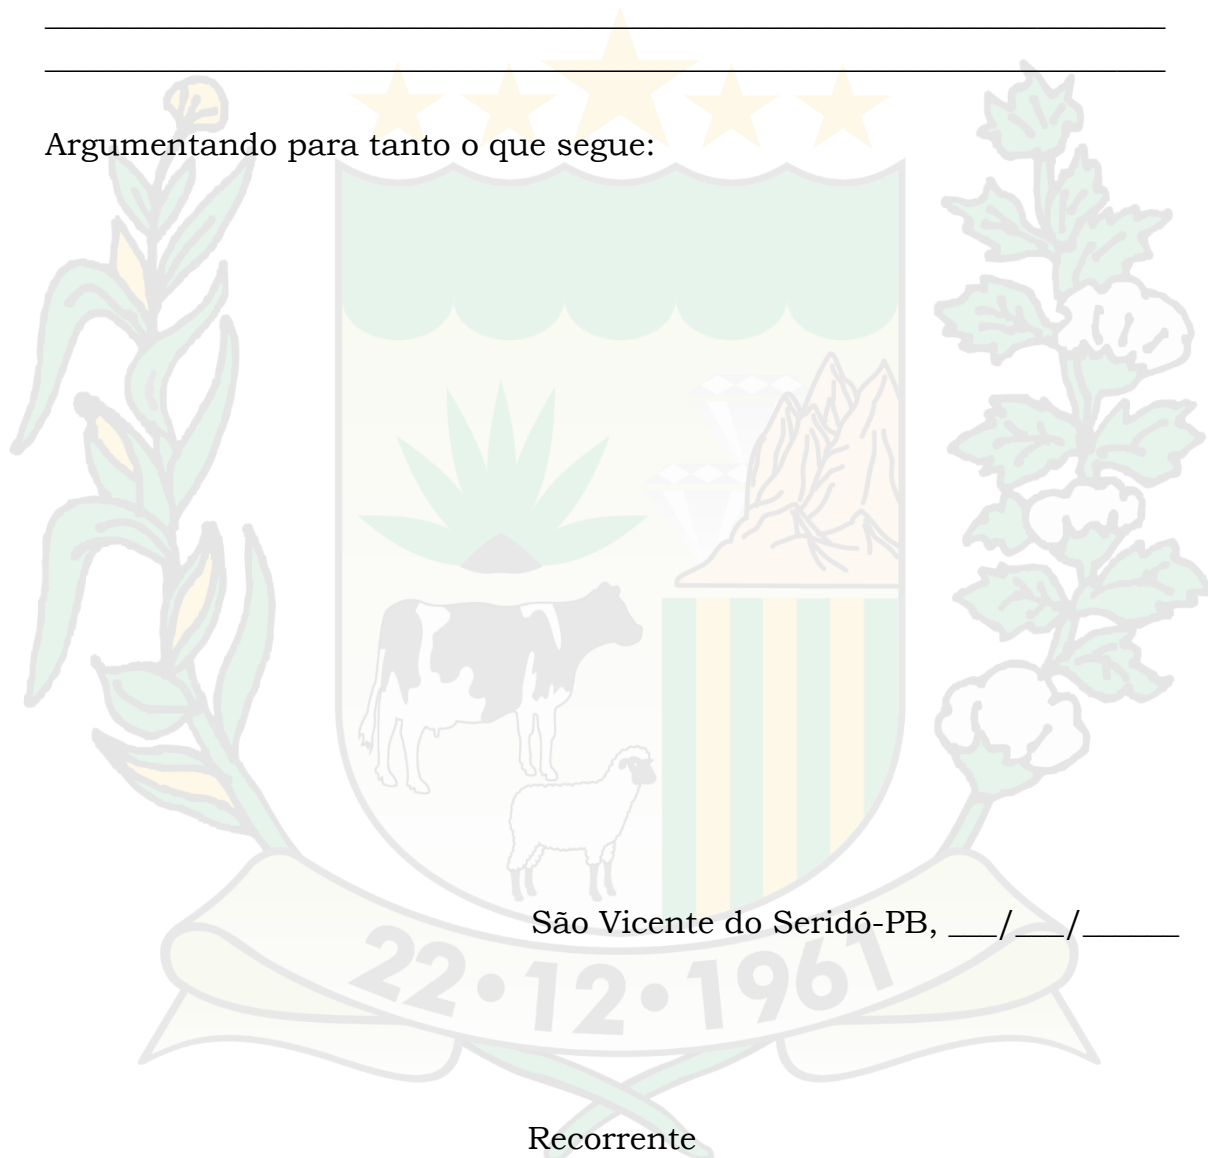 Argumentando para tanto o que segue:
São Vicente do Seridó-PB, ___/___/______
22•12•1961
Recorrente